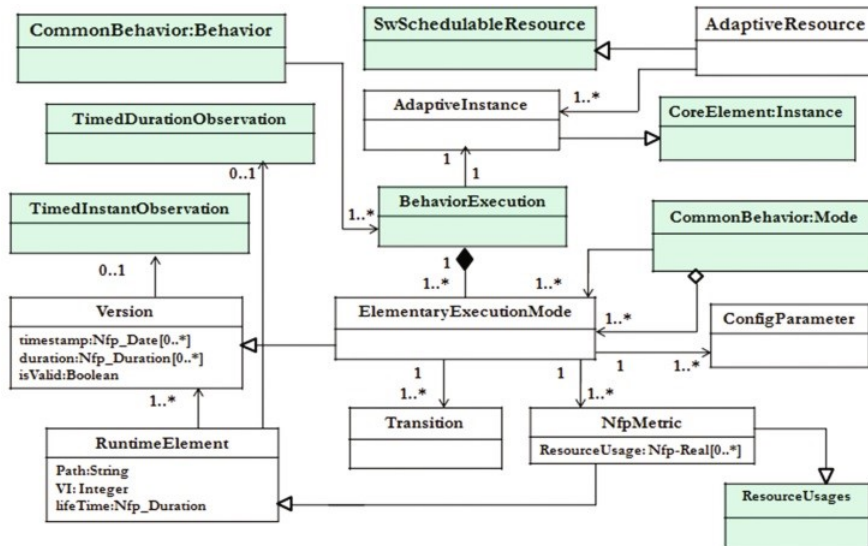 CommonBehavior:Behavior
SwSchedulableResource
AdaptiveResource
AdaptiveInstance
1..*
TimedDurationObservation
CoreElement:Instance
0..1
1
1
TimedInstantObservation
1..*
BehaviorExecution
CommonBehavior:Mode
0..1
1
1..*
1..*
Version
ElementaryExecutionMode
1..*
ConfigParameter
timestamp:Nfp_Date[0..*]
duration:Nfp_Duration[0..*]
isValid:Boolean
1
1
1
1..*
1..*
1..*
1..*
Transition
NfpMetric
RuntimeElement
ResourceUsage: Nfp-Real[0..*]
Path:String
VI: Integer
lifeTime:Nfp_Duration
ResourceUsages